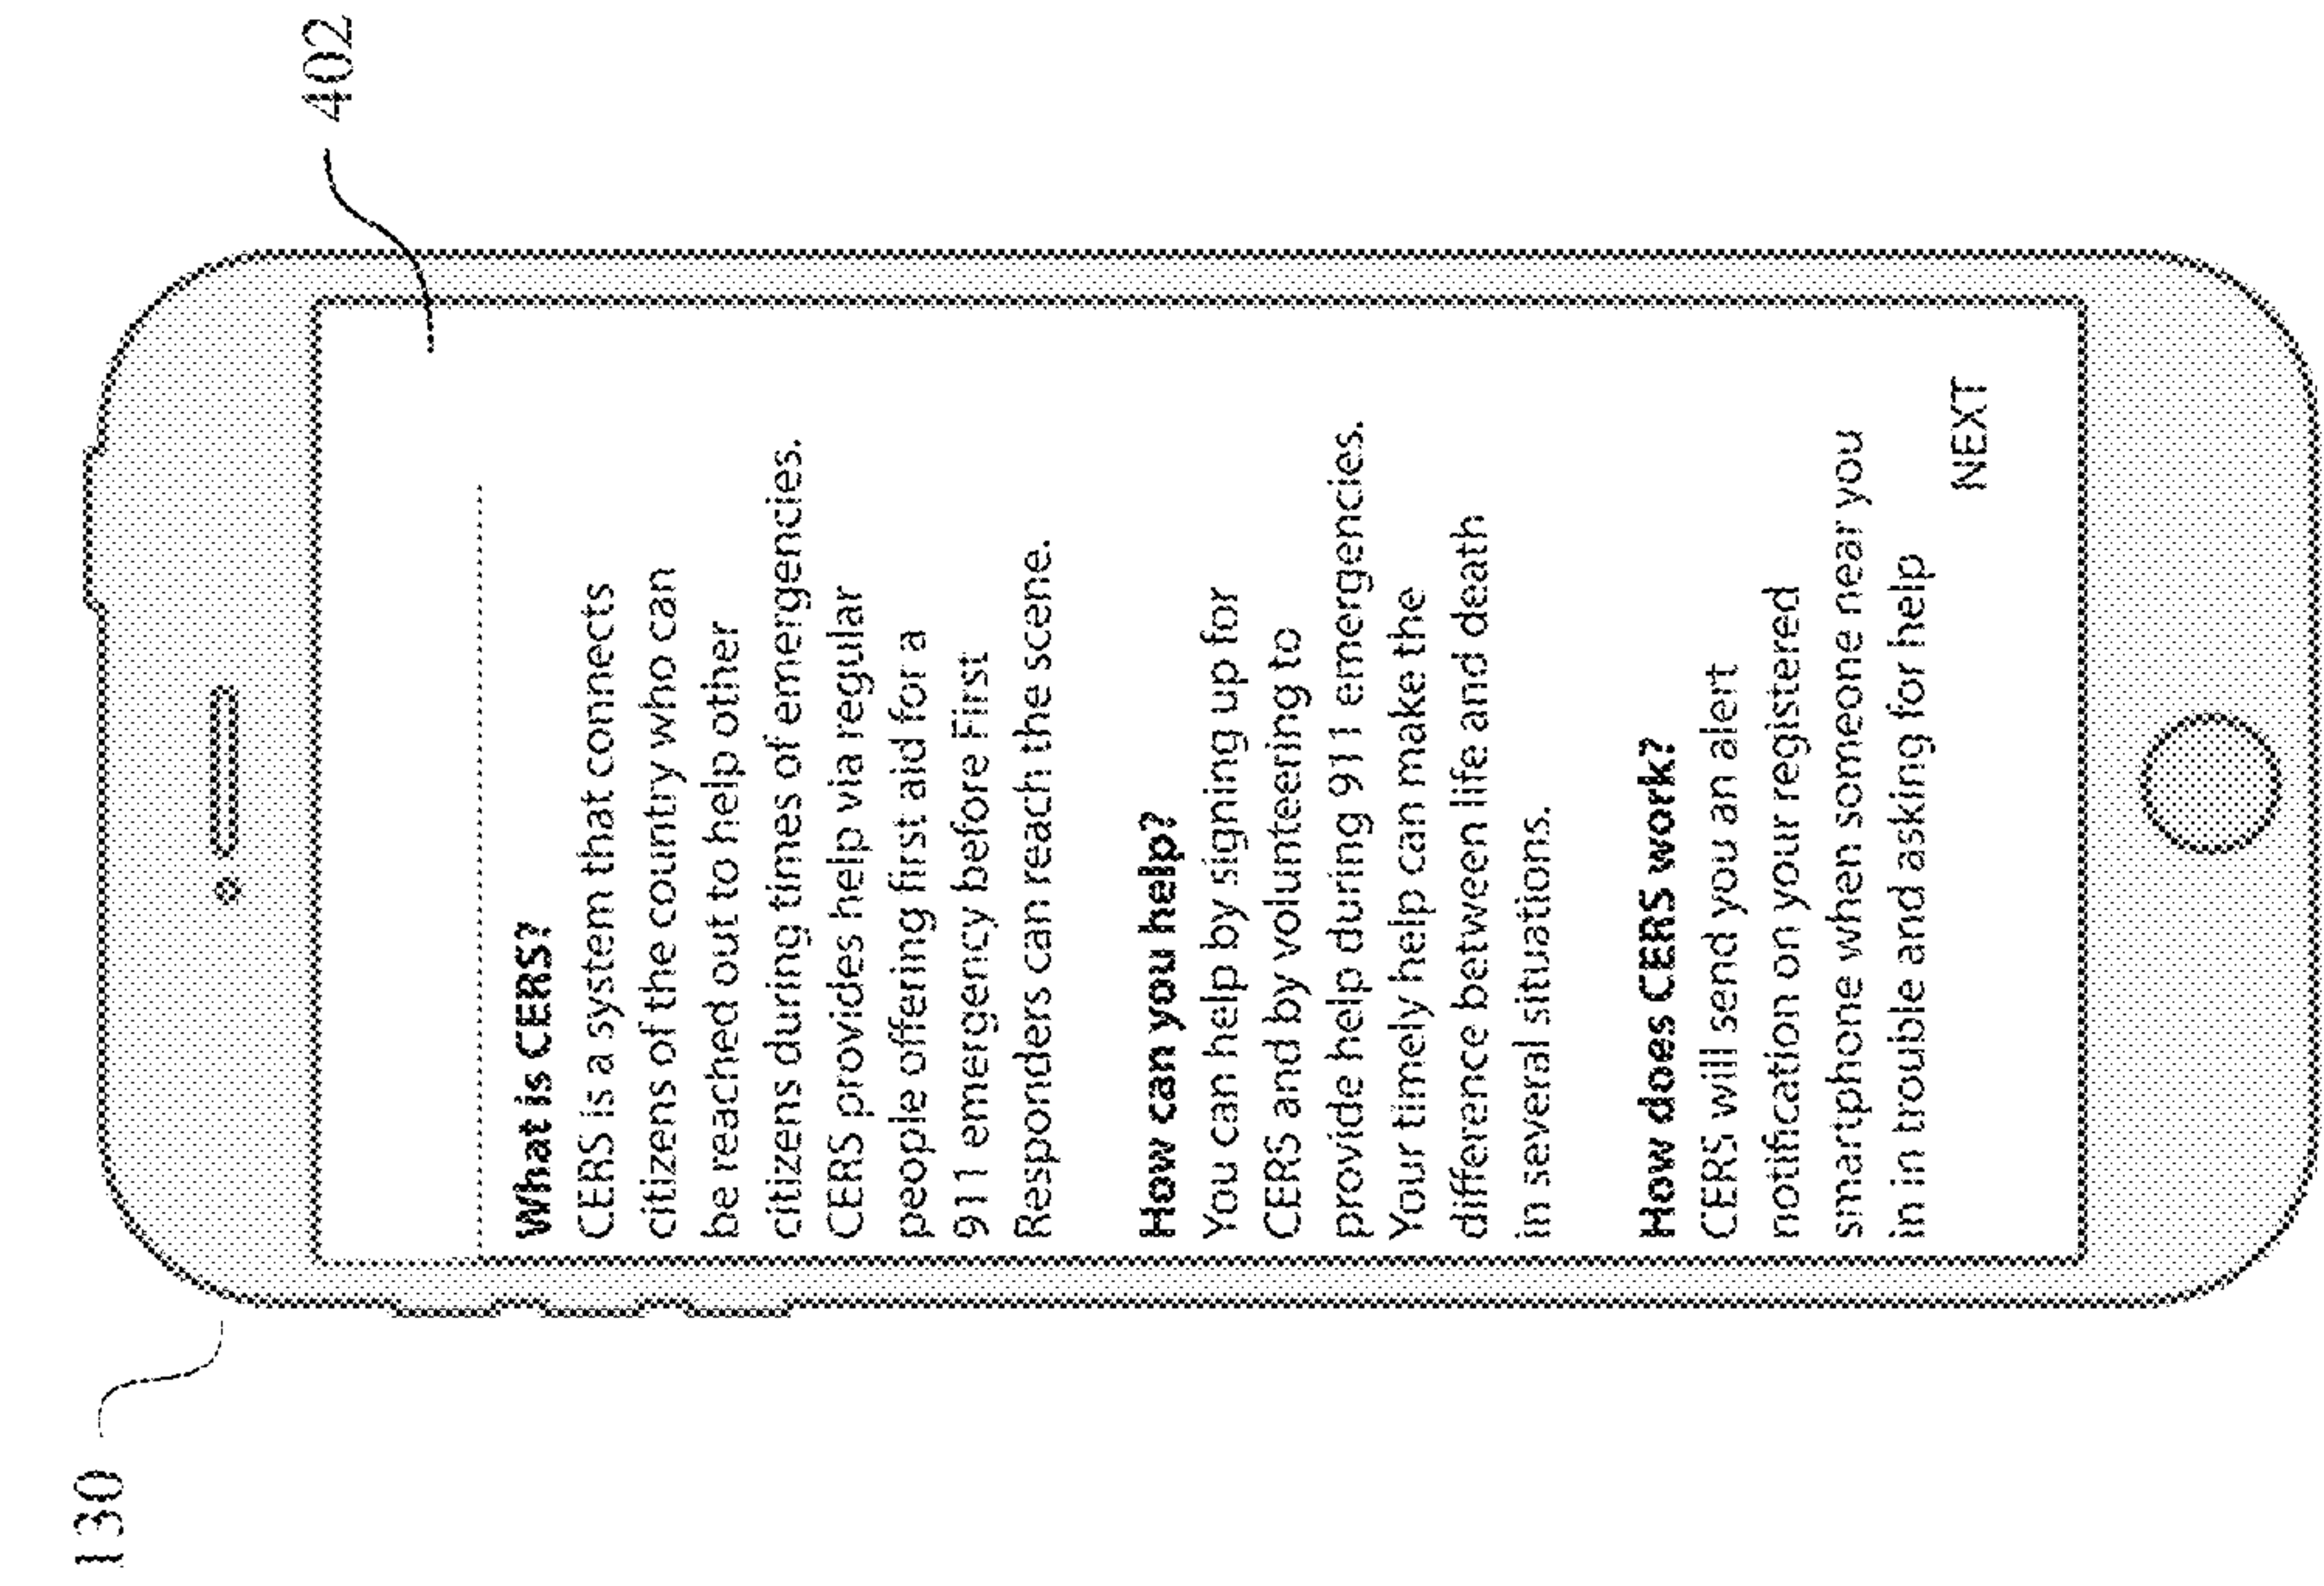 130
402
What is CERS?
CERS is a system that connects
citizens of the country who can
be reached out to help other
citizens during times of emergencies.
CERS provides help via regular
people offering first aid for a
911 emergency before First
Responders can reach the scene.
How can you help?
You can help by signing up for
CERS and by volunteering to
provide help during 911 emergencies.
Your timely help can make the
difference between life and death
in several situations.
How does CERS work?
CERS will send you an alert
notification on your registered
smartphone when someone near you
in in trouble and asking for help
NEXT